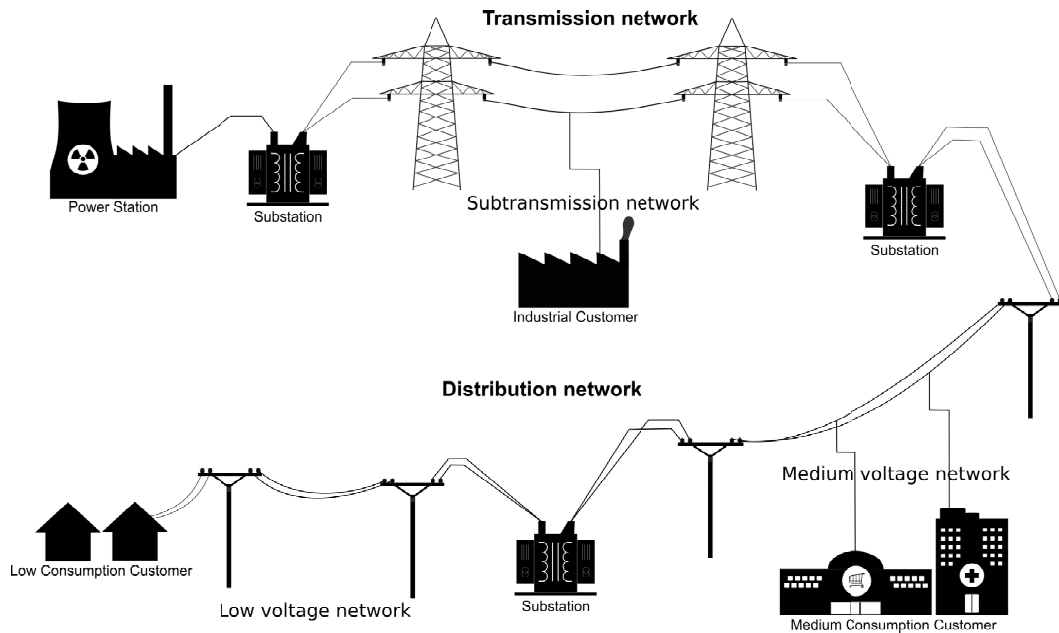 Transmission network
Power Station
Substation
Subtransmission network
Substation
Industrial Customer
Distribution network
Medium voltage network
Low Consumption Customer
Low voltage network
Substation
Medium Consumption Customer